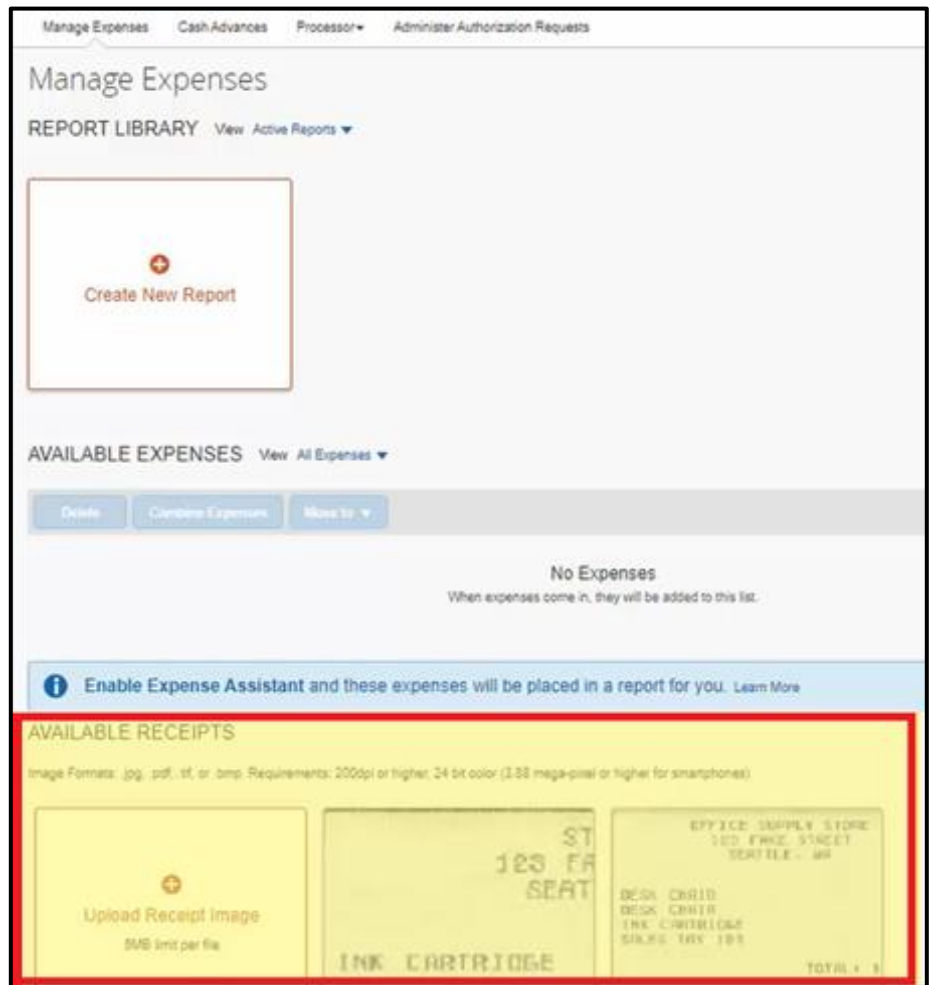 Manage Expenses Cash Advances Processor Administer Authorization Requests
Manage Expenses
REPORT LIBRARY View Active Reports
Create New Report
AVAILABLE EXPENSES View All Expenses
Delete Combine Expenses Move to
No Expenses
When expenses come in, they will be added to this list.
Enable Expense Assistant and these expenses will be placed in a report for you. Learn More
AVAILABLE RECEIPTS
Image Formats: .jpg, .pdf, .tif, or .bmp. Requirements: 200dpi or higher, 24 bit color (2.88 mega-pixel or higher for smartphones)
Upload Receipt Image
5MB limit per file
ST
123 FA
SEAT
INK CARTRIDGE
OFFICE SUPPLY STORE
123 FAKE STREET
SEATTLE, WA
DESK CHAIR
DESK CHAIR
INK CARTRIDGE
SALES TAX
TOTAL